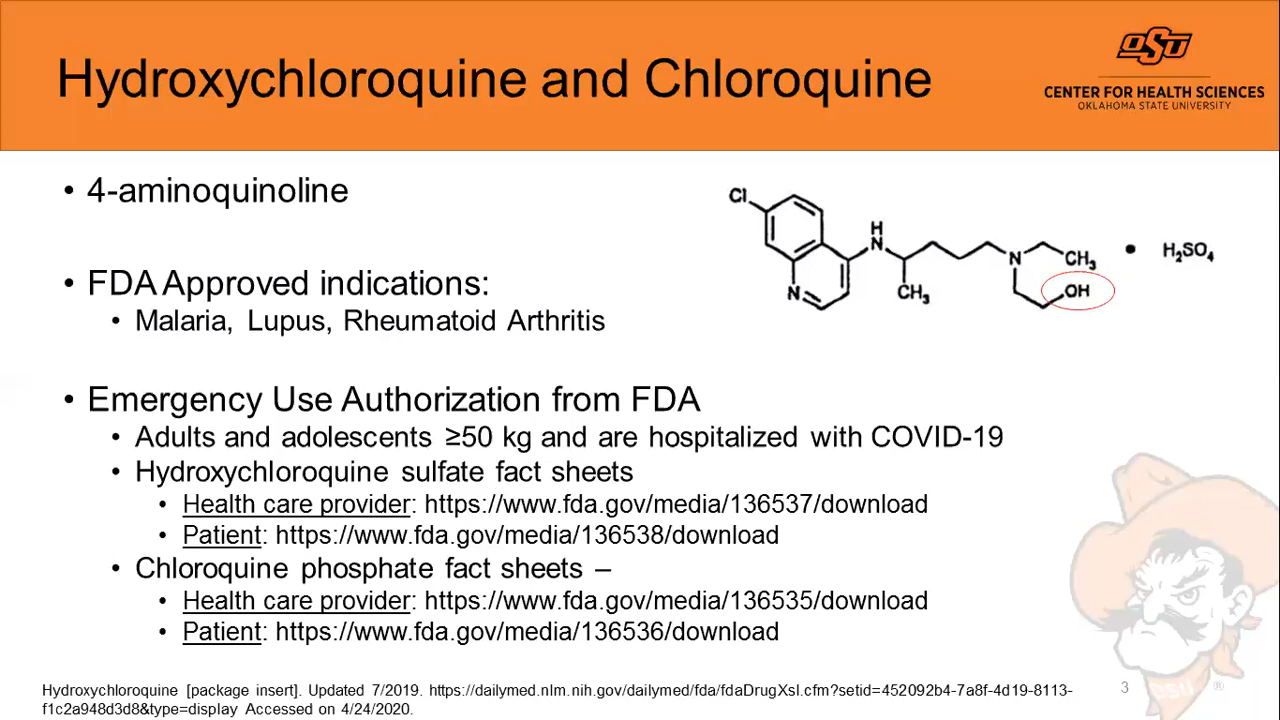 Hydroxychloroquine and Chloroquine
OSU
CENTER FOR HEALTH SCIENCES
OKLAHOMA STATE UNIVERSITY
• 4-aminoquinoline
Cl
H
N
N
CH₃
N
CH₃
OH
• H₂SO₄
• FDA Approved indications:
• Malaria, Lupus, Rheumatoid Arthritis
• Emergency Use Authorization from FDA
• Adults and adolescents ≥50 kg and are hospitalized with COVID-19
• Hydroxychloroquine sulfate fact sheets
• Health care provider: https://www.fda.gov/media/136537/download
• Patient: https://www.fda.gov/media/136538/download
• Chloroquine phosphate fact sheets –
• Health care provider: https://www.fda.gov/media/136535/download
• Patient: https://www.fda.gov/media/136536/download
Hydroxychloroquine [package insert]. Updated 7/2019. https://dailymed.nlm.nih.gov/dailymed/fda/fdaDrugXsl.cfm?setid=452092b4-7a8f-4d19-8113-
f1c2a948d3d8&type=display Accessed on 4/24/2020.
3
OSU
®